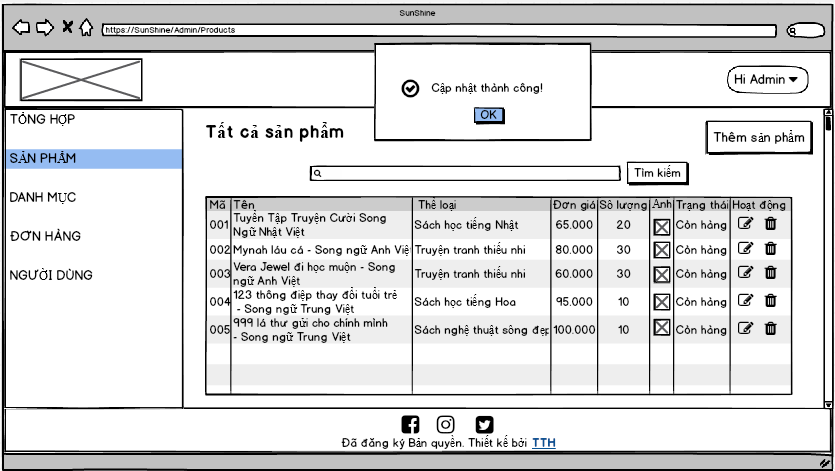 SunShine
https://SunShine/Admin/Products
Cập nhật thành công!
OK
Hi Admin
TỔNG HỢP
SẢN PHẨM
DANH MỤC
ĐƠN HÀNG
NGƯỜI DÙNG
Tất cả sản phẩm
Thêm sản phẩm
Tìm kiếm
Mã Tên Thể loại Đơn giá Số lượng Ảnh Trạng thái Hoạt động
001 Tuyển Tập Truyện Cười Song
Ngữ Nhật Việt Sách học tiếng Nhật 65.000 20 Còn hàng
002 Mynah láu cá - Song ngữ Anh Việ Truyện tranh thiếu nhi 80.000 30 Còn hàng
003 Vera Jewel đi học muộn - Song
ngữ Anh Việt Truyện tranh thiếu nhi 60.000 30 Còn hàng
004 123 thông điệp thay đổi tuổi trẻ
- Song ngữ Trung Việt Sách học tiếng Hoa 95.000 10 Còn hàng
005 999 lá thư gửi cho chính mình
- Song ngữ Trung Việt Sách nghệ thuật sống đẹp 100.000 10 Còn hàng
Đã đăng ký Bản quyền. Thiết kế bởi TTH